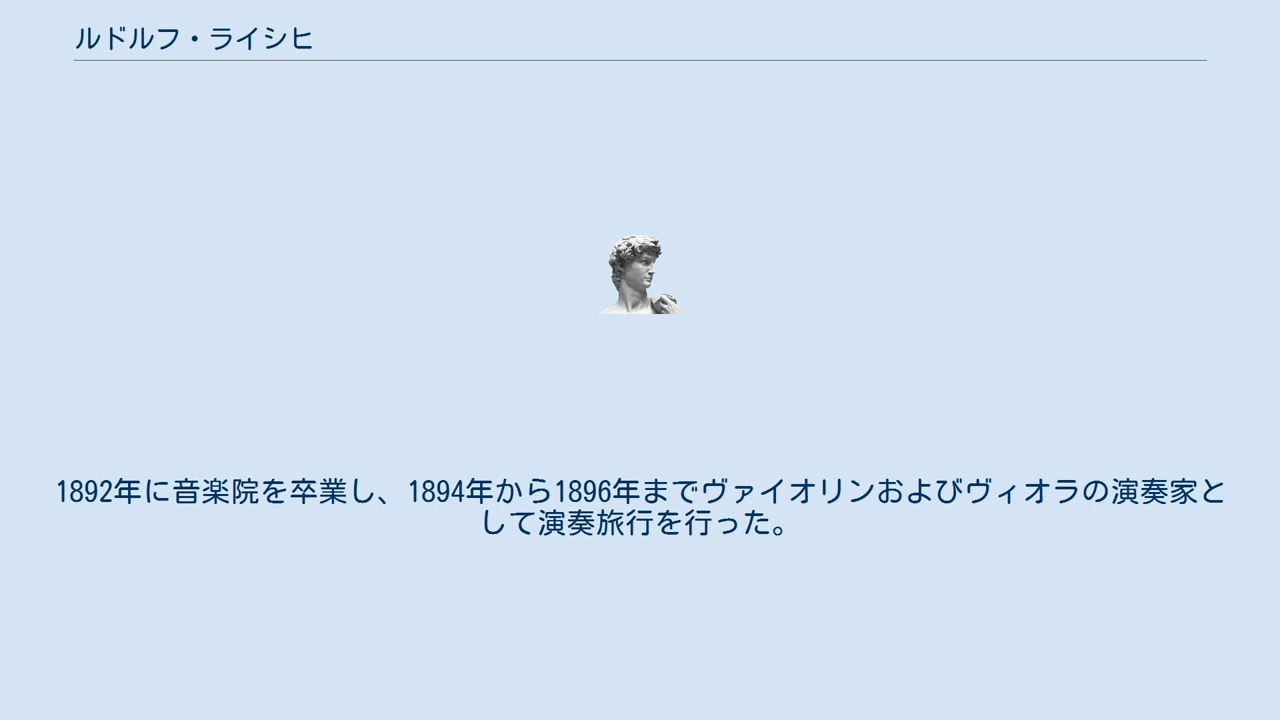 ルドルフ・ライシヒ
1892年に音楽院を卒業し、1894年から1896年までヴァイオリンおよびヴィオラの演奏家と
して演奏旅行を行った。